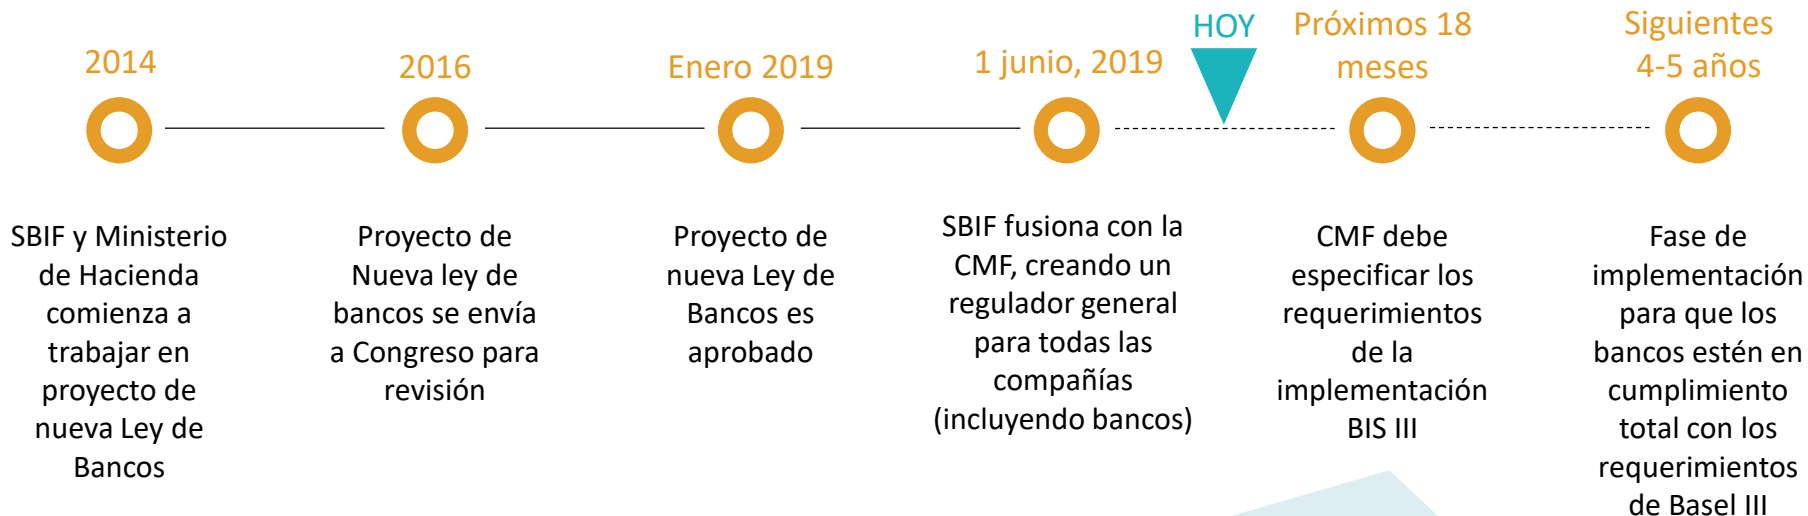 2014
SBIF y Ministerio
de Hacienda
comienza a
trabajar en
proyecto de
nueva Ley de
Bancos
2016
Proyecto de
Nueva ley de
bancos se envía
a Congreso para
revisión
Enero 2019
Proyecto de
nueva Ley de
Bancos es
aprobado
1 junio, 2019
SBIF fusiona con la
CMF, creando un
regulador general
para todas las
compañías
(incluyendo bancos)
HOY
Próximos 18
meses
CMF debe
especificar los
requerimientos
de la
implementación
BIS III
Siguientes
4-5 años
Fase de
implementación
para que los
bancos estén en
cumplimiento
total con los
requerimientos
de Basel III